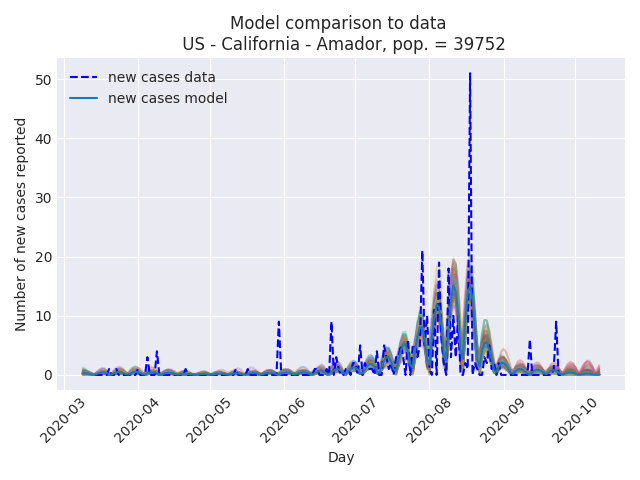 Model comparison to data
US - California - Amador, pop. = 39752
new cases data
new cases model
Number of new cases reported
50
40
30
20
10
0
2020-03
2020-04
2020-05
2020-06
2020-07
2020-08
2020-09
2020-10
Day